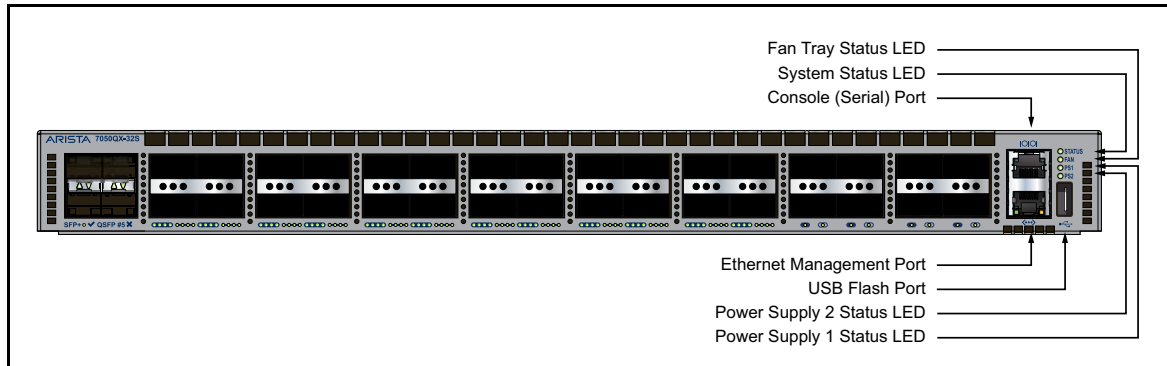 Fan Tray Status LED
System Status LED
Console (Serial) Port
ARISTA 7050QX-32S
IOIOI
STATUS
FAN
PS1
PS2
SFP+ QSFP #5
<···>
Ethernet Management Port
USB Flash Port
Power Supply 2 Status LED
Power Supply 1 Status LED